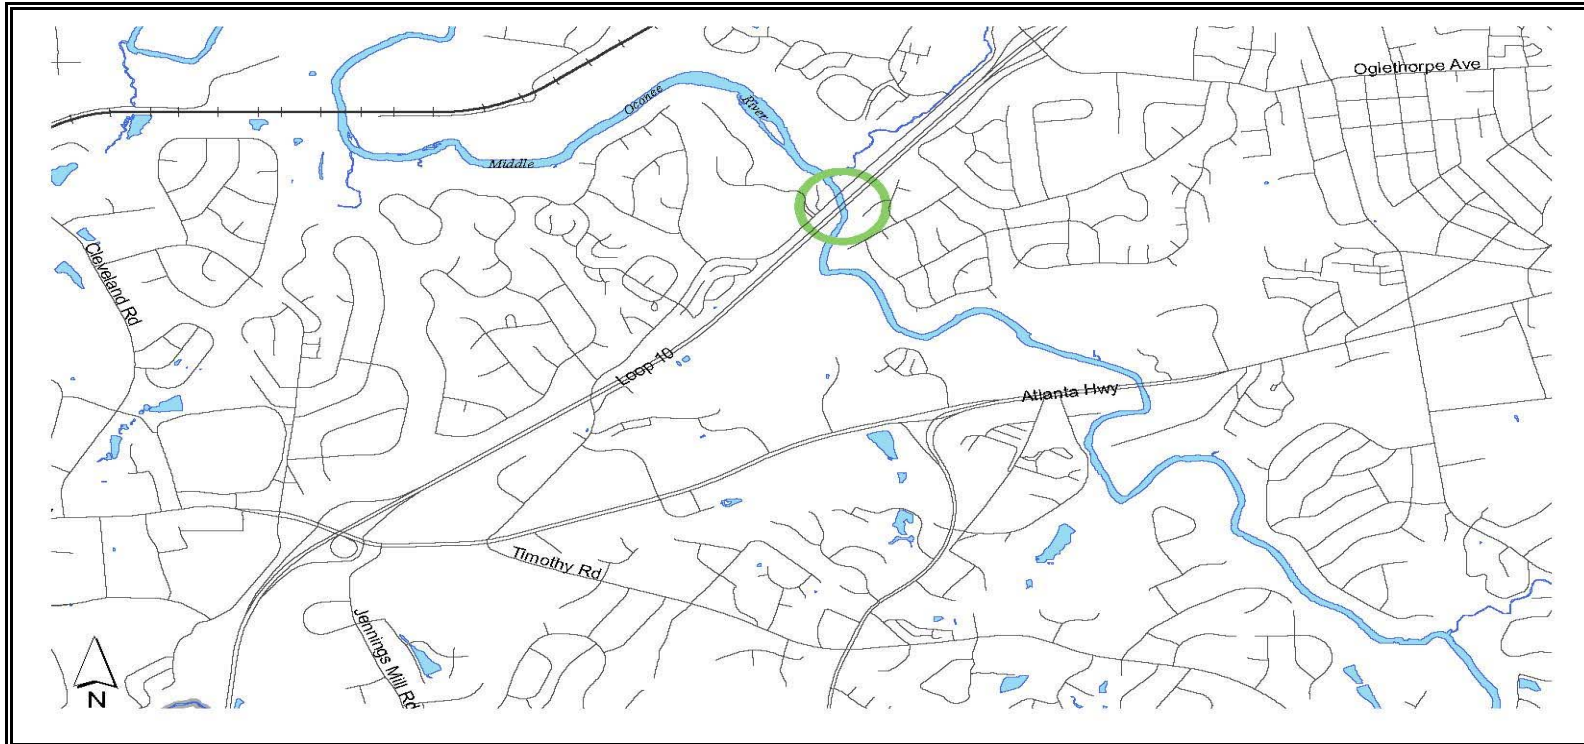 Oglethorpe Ave
Oconee
River
Middle
Cleveland Rd
Loop 10
Atlanta Hwy
Timothy Rd
Jennings Mill Rd
N